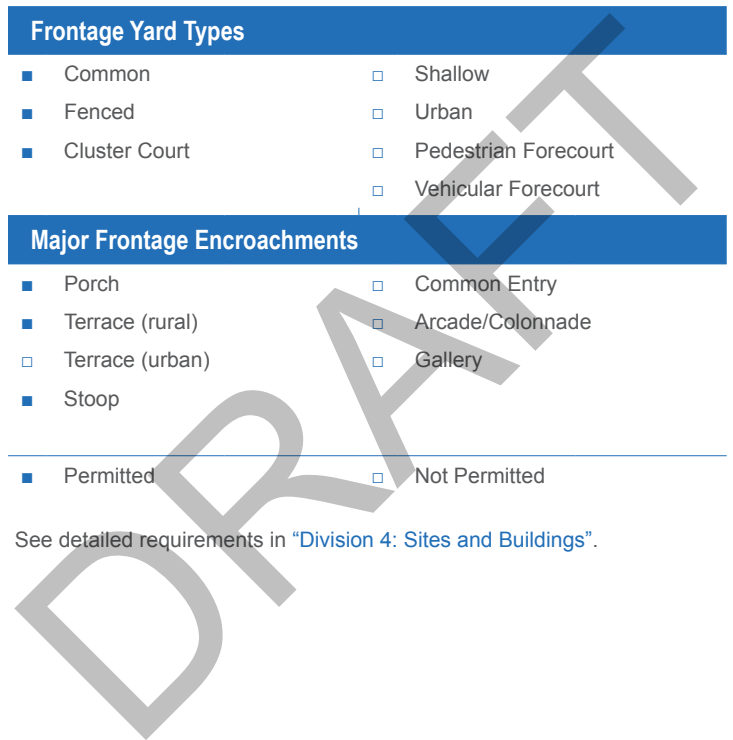 Frontage Yard Types
■ Common □ Shallow
■ Fenced □ Urban
■ Cluster Court □ Pedestrian Forecourt
□ Vehicular Forecourt
Major Frontage Encroachments
■ Porch □ Common Entry
■ Terrace (rural) □ Arcade/Colonnade
□ Terrace (urban) □ Gallery
■ Stoop
■ Permitted □ Not Permitted
See detailed requirements in “Division 4: Sites and Buildings”.
DRAFT